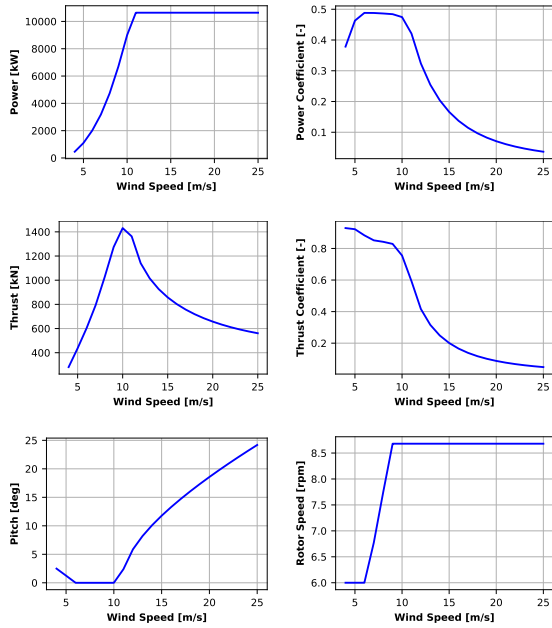 10000
8000
6000
4000
2000
0
Power [kW]
5 10 15 20 25
Wind Speed [m/s]
0.5
0.4
0.3
0.2
0.1
Power Coefficient [-]
5 10 15 20 25
Wind Speed [m/s]
1400
1200
1000
800
600
400
Thrust [kN]
5 10 15 20 25
Wind Speed [m/s]
0.8
0.6
0.4
0.2
Thrust Coefficient [-]
5 10 15 20 25
Wind Speed [m/s]
25
20
15
10
5
0
Pitch [deg]
5 10 15 20 25
Wind Speed [m/s]
8.5
8.0
7.5
7.0
6.5
6.0
Rotor Speed [rpm]
5 10 15 20 25
Wind Speed [m/s]